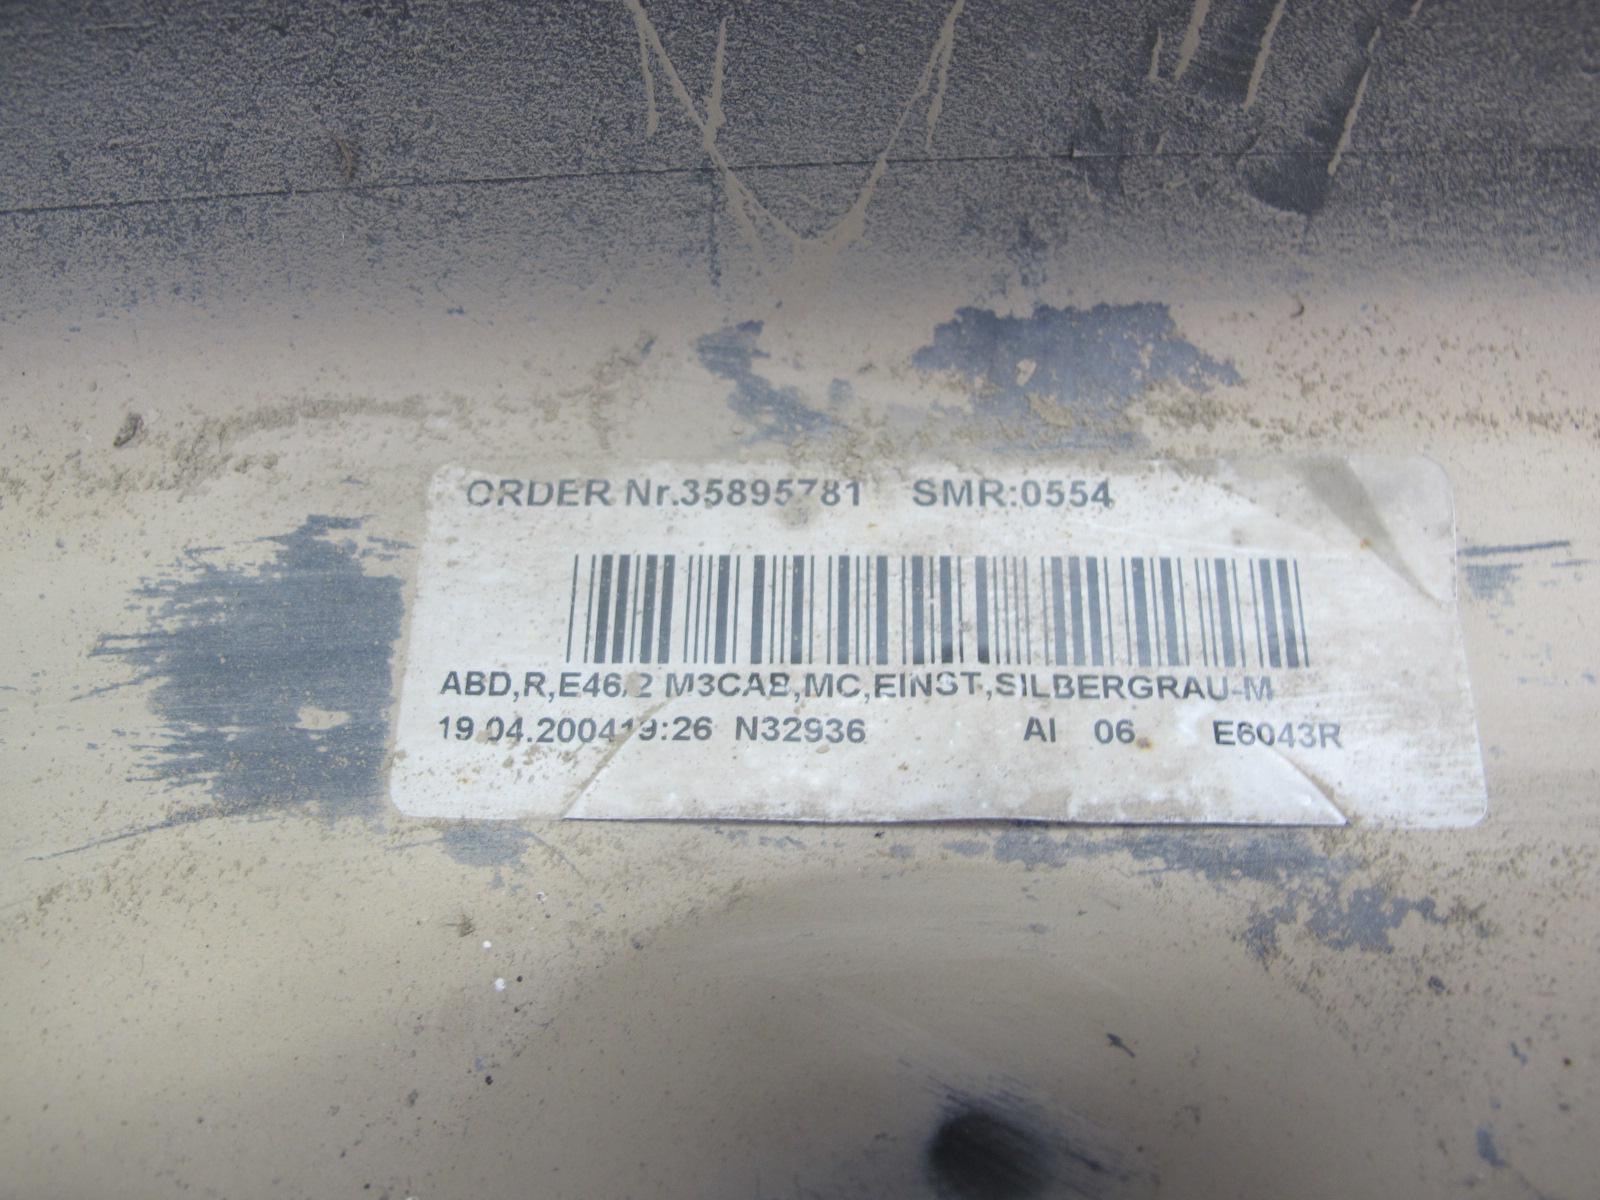 ORDER Nr.35895781 SMR:0554
ABD,R,E46/2 M3CAB,MC,EINST,SILBERGRAU-M
19.04.200419:26 N32936 AI 06 E6043R